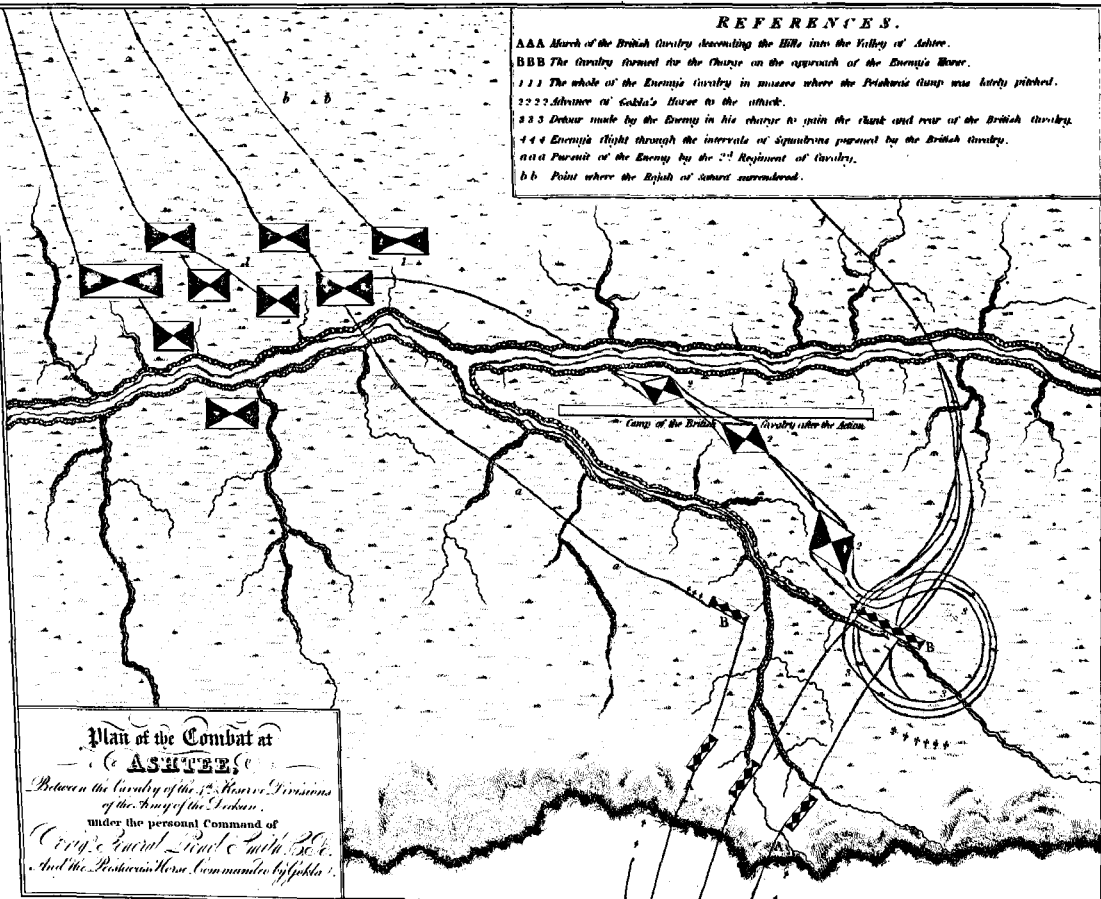 REFERENCES.
AAA March of the British Cavalry descending the Hills into the Valley of Ashtee.
BBB The Cavalry formed for the Charge on the approach of the Enemy's Horse.
111 The whole of the Enemy's Cavalry in masses where the Peishwa's Camp was lately pitched.
2222 Advance of Gokla's Horse to the attack.
333 Detour made by the Enemy in his charge to gain the flank and rear of the British Cavalry.
444 Enemy's flight through the intervals of Squadrons pursued by the British Cavalry.
aaa Pursuit of the Enemy by the 2d Regiment of Cavalry.
bb Point where the Rajah of Satara surrendered.
b b
1
1
1
2
2
Camp of the British Cavalry after the Action
2
2
a
a
B
B
3
3
3
A
Plan of the Combat at
ASHTEE,
Between the Cavalry of the 4th & Reserve Divisions
of the Army of the Deckan,
under the personal Command of
General Lionel Smith
And the Peishwa's Horse Commanded by Gokla.